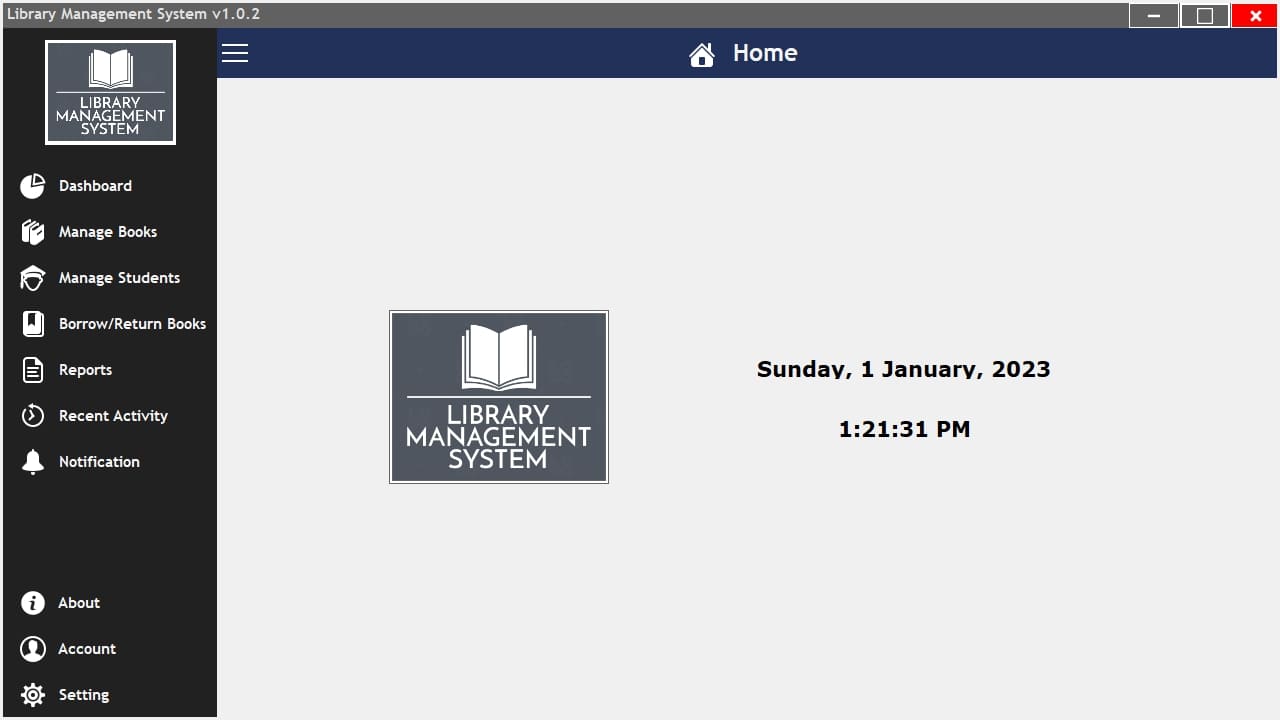 Library Management System v1.0.2
LIBRARY
MANAGEMENT
SYSTEM
Home
Dashboard
Manage Books
Manage Students
Borrow/Return Books
Reports
Recent Activity
Notification
About
Account
Setting
LIBRARY
MANAGEMENT
SYSTEM
Sunday, 1 January, 2023
1:21:31 PM